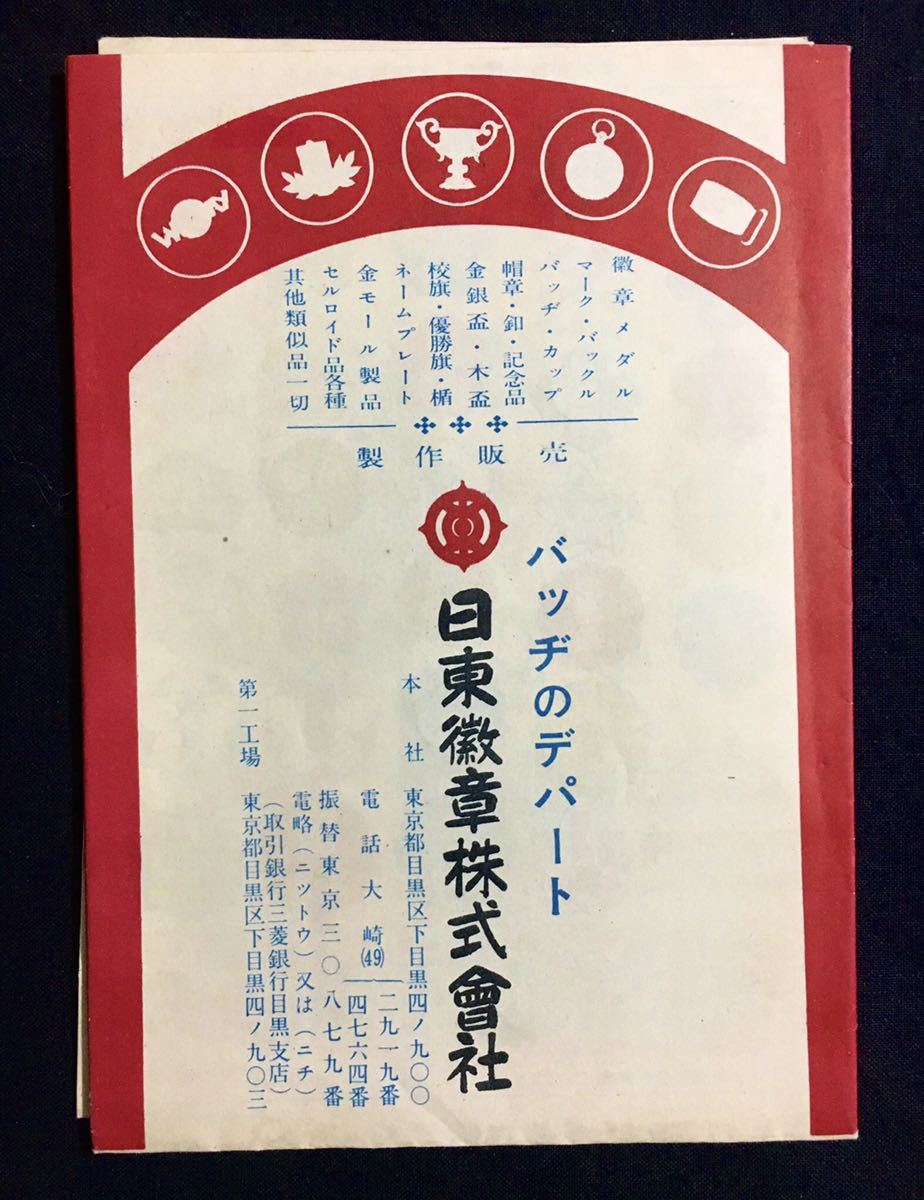 徽章メダル
マーク・バックル
バッヂ・カップ
帽章・釦・記念品
金銀盃・木盃
校旗・優勝旗・楯
ネームプレート
金モール製品
セルロイド品各種
其他類似品一切
製作販売
バッヂのデパート
日東徽章株式會社
本社 東京都目黒区下目黒四ノ九〇〇
電話大崎(49) 二九一九番
四七六四番
振替東京三〇八七九番
電略(ニットウ)又は(ニチ)
(取引銀行三菱銀行目黒支店)
第一工場 東京都目黒区下目黒四ノ九〇三